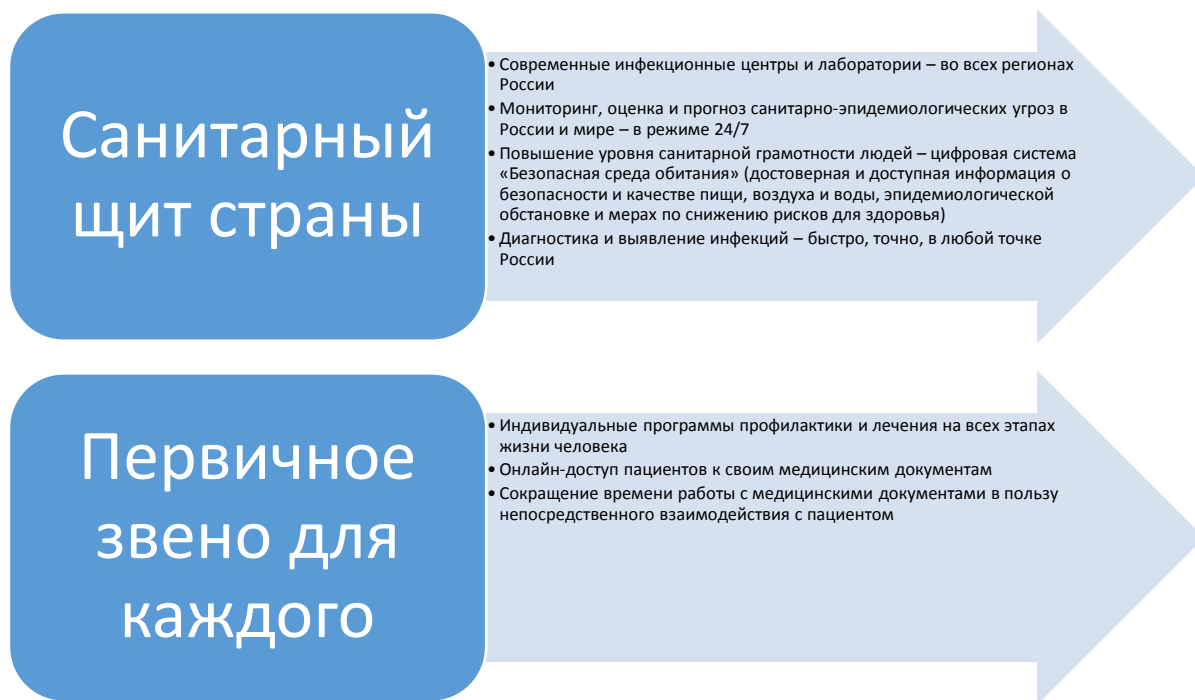 Санитарный
щит страны
• Современные инфекционные центры и лаборатории – во всех регионах
России
• Мониторинг, оценка и прогноз санитарно-эпидемиологических угроз в
России и мире – в режиме 24/7
• Повышение уровня санитарной грамотности людей – цифровая система
«Безопасная среда обитания» (достоверная и доступная информация о
безопасности и качестве пищи, воздуха и воды, эпидемиологической
обстановке и мерах по снижению рисков для здоровья)
• Диагностика и выявление инфекций – быстро, точно, в любой точке
России
Первичное
звено для
каждого
• Индивидуальные программы профилактики и лечения на всех этапах
жизни человека
• Онлайн-доступ пациентов к своим медицинским документам
• Сокращение времени работы с медицинскими документами в пользу
непосредственного взаимодействия с пациентом